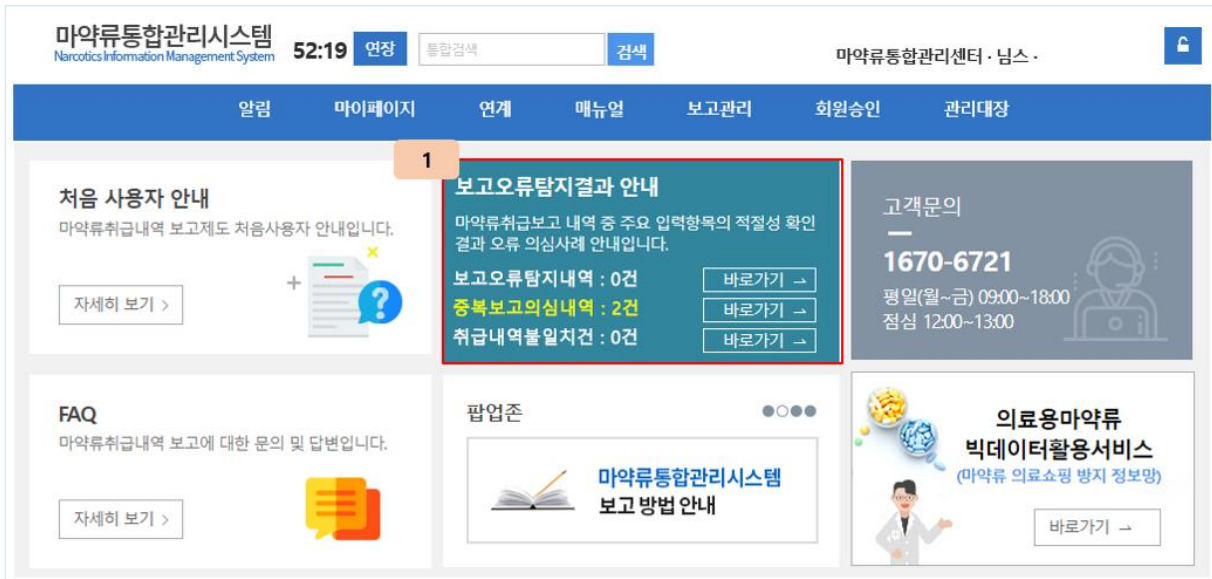 마약류통합관리시스템
Narcotics Information Management System
52:19 연장 통합검색 검색
마약류통합관리센터 · 님스 ·
알림 마이페이지 연계 매뉴얼 보고관리 회원승인 관리대장
1
처음 사용자 안내
마약류취급내역 보고제도 처음사용자 안내입니다.
자세히 보기 >
보고오류탐지결과 안내
마약류취급보고 내역 중 주요 입력항목의 적절성 확인
결과 오류 의심사례 안내입니다.
보고오류탐지내역 : 0건 바로가기 →
중복보고의심내역 : 2건 바로가기 →
취급내역불일치건 : 0건 바로가기 →
고객문의
1670-6721
평일(월~금) 09:00~18:00
점심 12:00~13:00
FAQ
마약류취급내역 보고에 대한 문의 및 답변입니다.
자세히 보기 >
팝업존
마약류통합관리시스템
보고 방법 안내
의료용마약류
빅데이터활용서비스
(마약류 의료쇼핑 방지 정보망)
바로가기 →